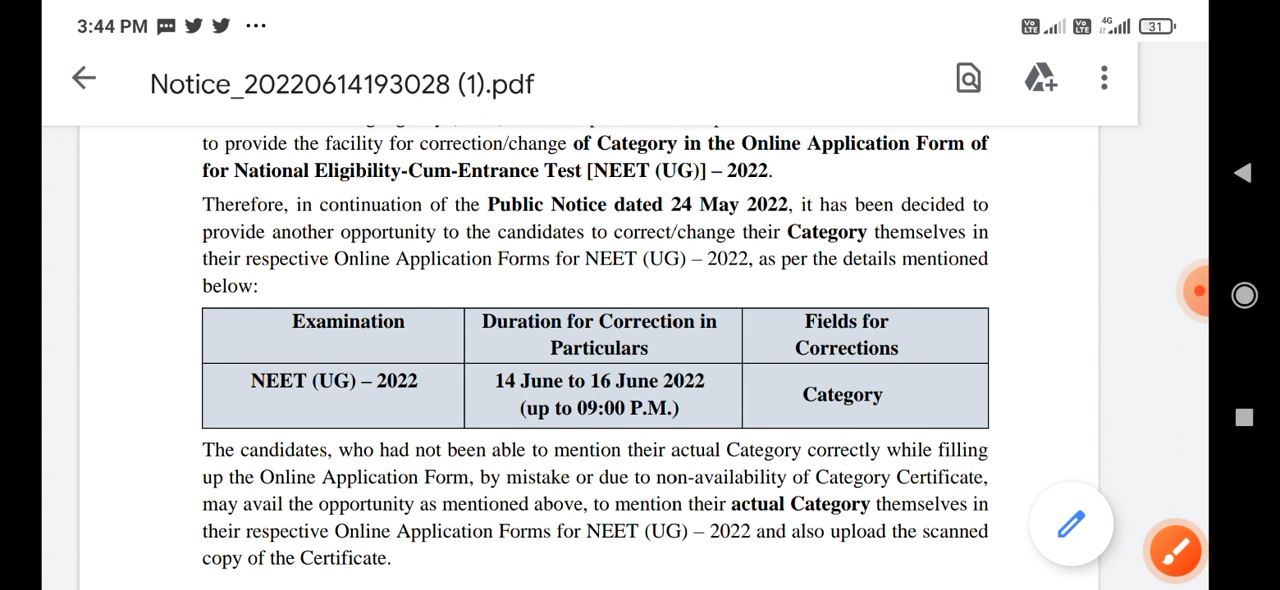 3:44 PM ...
Vo LTE Vo LTE 4G 31
Notice_20220614193028 (1).pdf
to provide the facility for correction/change of Category in the Online Application Form of
for National Eligibility-Cum-Entrance Test [NEET (UG)] – 2022.
Therefore, in continuation of the Public Notice dated 24 May 2022, it has been decided to
provide another opportunity to the candidates to correct/change their Category themselves in
their respective Online Application Forms for NEET (UG) – 2022, as per the details mentioned
below:
Examination
Duration for Correction in
Particulars
Fields for
Corrections
NEET (UG) – 2022
14 June to 16 June 2022
(up to 09:00 P.M.)
Category
The candidates, who had not been able to mention their actual Category correctly while filling
up the Online Application Form, by mistake or due to non-availability of Category Certificate,
may avail the opportunity as mentioned above, to mention their actual Category themselves in
their respective Online Application Forms for NEET (UG) – 2022 and also upload the scanned
copy of the Certificate.